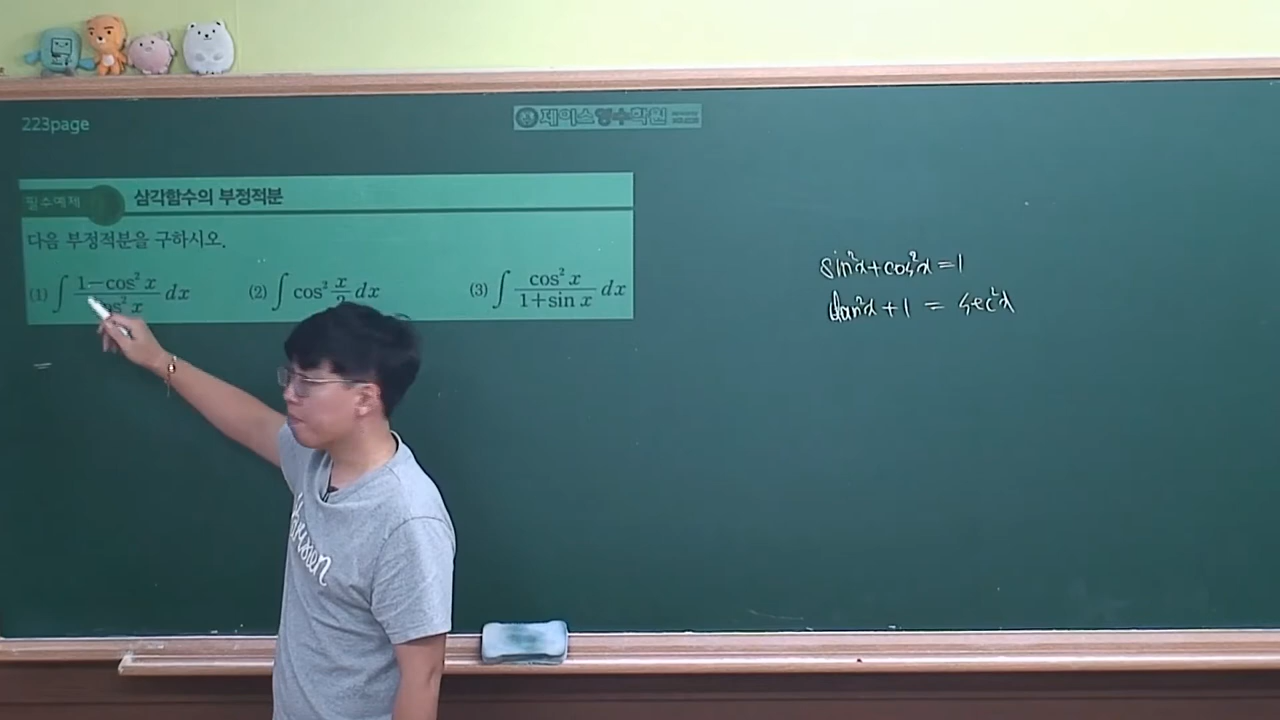 223page
제이스영수학원
필수예제
삼각함수의 부정적분
다음 부정적분을 구하시오.
(1) ∫ (1−cos² x)/(cos² x) dx (2) ∫ cos² x/2 dx (3) ∫ (cos² x)/(1+sin x) dx
sin²x+cos²x=1
tan²x+1 = sec²x